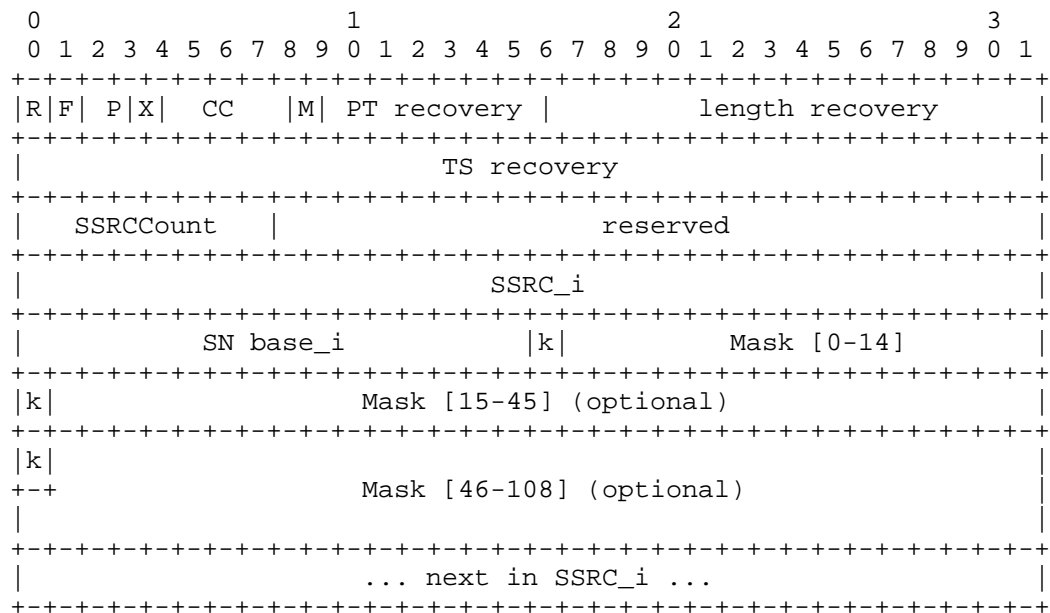 0                   1                   2                   3
 0 1 2 3 4 5 6 7 8 9 0 1 2 3 4 5 6 7 8 9 0 1 2 3 4 5 6 7 8 9 0 1
+-+-+-+-+-+-+-+-+-+-+-+-+-+-+-+-+-+-+-+-+-+-+-+-+-+-+-+-+-+-+-+-+
|R|F| P|X|  CC   |M| PT recovery |        length recovery        |
+-+-+-+-+-+-+-+-+-+-+-+-+-+-+-+-+-+-+-+-+-+-+-+-+-+-+-+-+-+-+-+-+
|                          TS recovery                          |
+-+-+-+-+-+-+-+-+-+-+-+-+-+-+-+-+-+-+-+-+-+-+-+-+-+-+-+-+-+-+-+-+
|   SSRCCount   |                    reserved                   |
+-+-+-+-+-+-+-+-+-+-+-+-+-+-+-+-+-+-+-+-+-+-+-+-+-+-+-+-+-+-+-+-+
|                             SSRC_i                            |
+-+-+-+-+-+-+-+-+-+-+-+-+-+-+-+-+-+-+-+-+-+-+-+-+-+-+-+-+-+-+-+-+
|           SN base_i           |k|          Mask [0-14]        |
+-+-+-+-+-+-+-+-+-+-+-+-+-+-+-+-+-+-+-+-+-+-+-+-+-+-+-+-+-+-+-+-+
|k|                   Mask [15-45] (optional)                   |
+-+-+-+-+-+-+-+-+-+-+-+-+-+-+-+-+-+-+-+-+-+-+-+-+-+-+-+-+-+-+-+-+
|k|                                                             |
+-+                   Mask [46-108] (optional)                  |
|                                                               |
+-+-+-+-+-+-+-+-+-+-+-+-+-+-+-+-+-+-+-+-+-+-+-+-+-+-+-+-+-+-+-+-+
|                     ... next in SSRC_i ...                    |
+-+-+-+-+-+-+-+-+-+-+-+-+-+-+-+-+-+-+-+-+-+-+-+-+-+-+-+-+-+-+-+-+